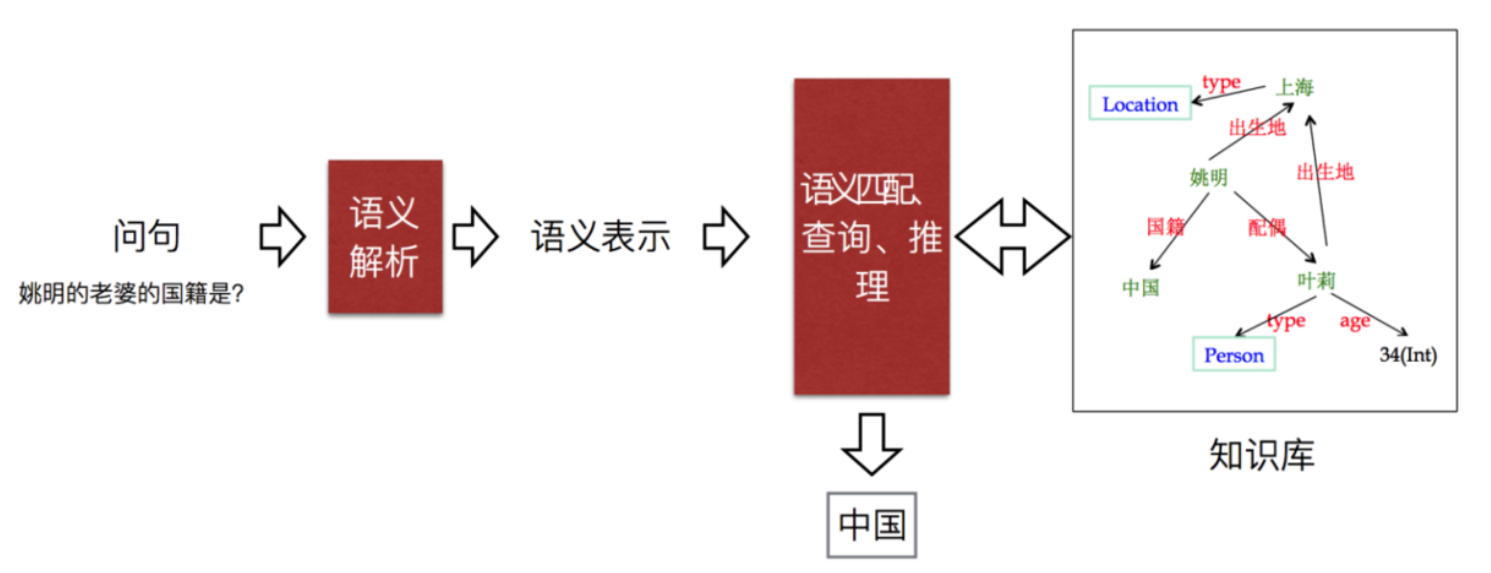 问句
姚明的老婆的国籍是?
语义
解析
语义表示
语义匹配、
查询、推
理
中国
type
上海
Location
出生地
出生地
姚明
国籍
配偶
中国
叶莉
type
age
Person
34(Int)
知识库